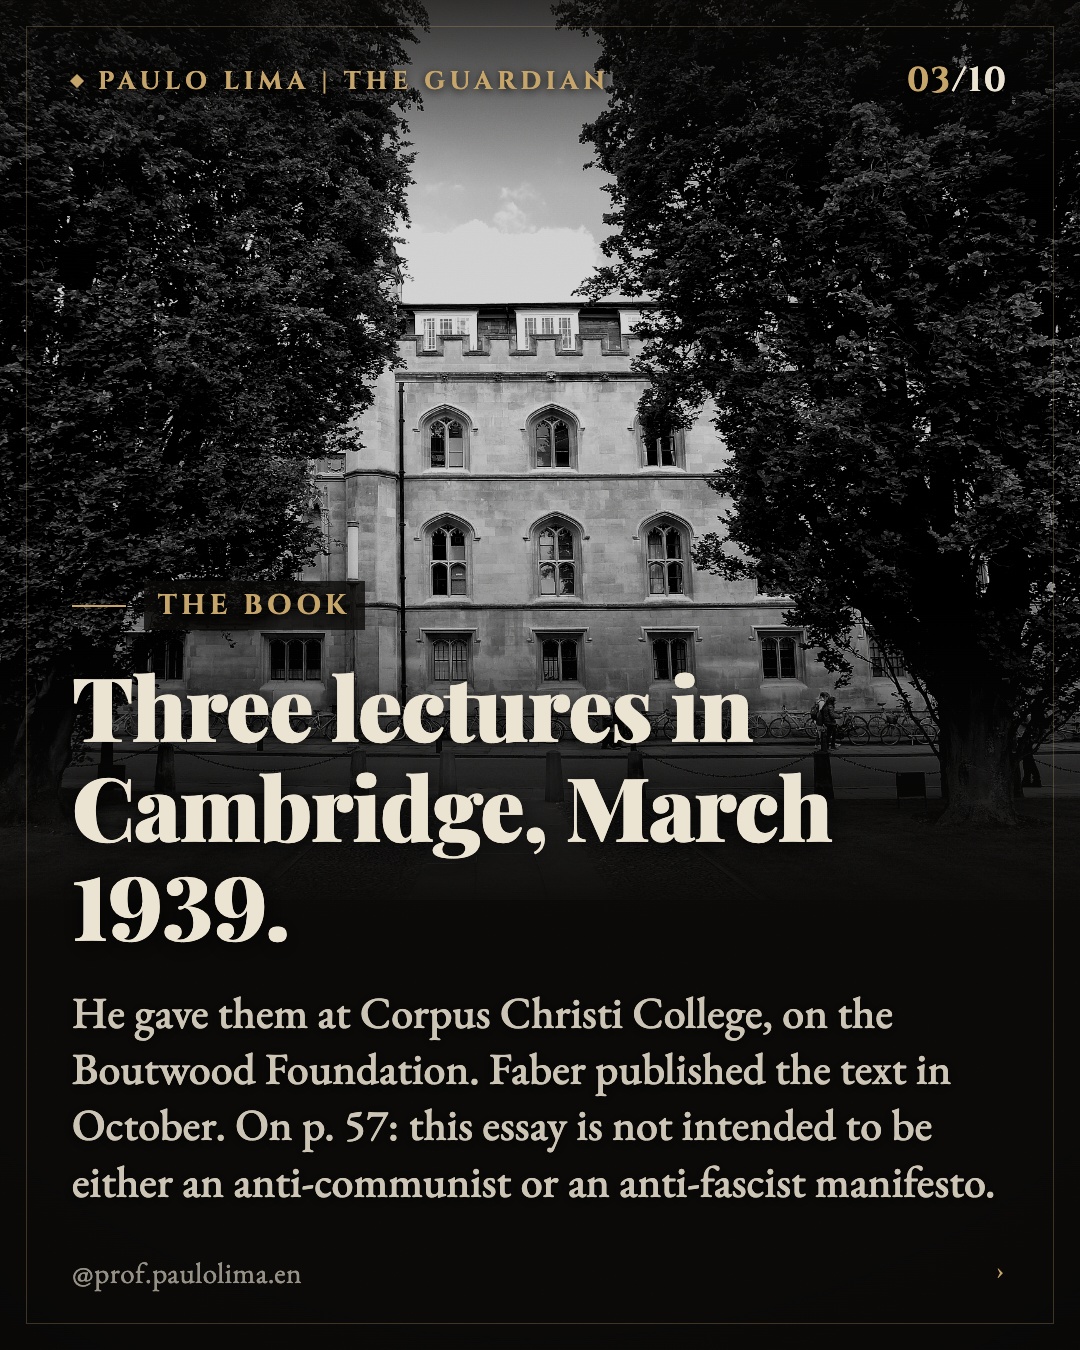 ◆ PAULO LIMA | THE GUARDIAN
03/10
THE BOOK
Three lectures in
Cambridge, March
1939.
He gave them at Corpus Christi College, on the
Boutwood Foundation. Faber published the text in
October. On p. 57: this essay is not intended to be
either an anti-communist or an anti-fascist manifesto.
@prof.paulolima.en
›